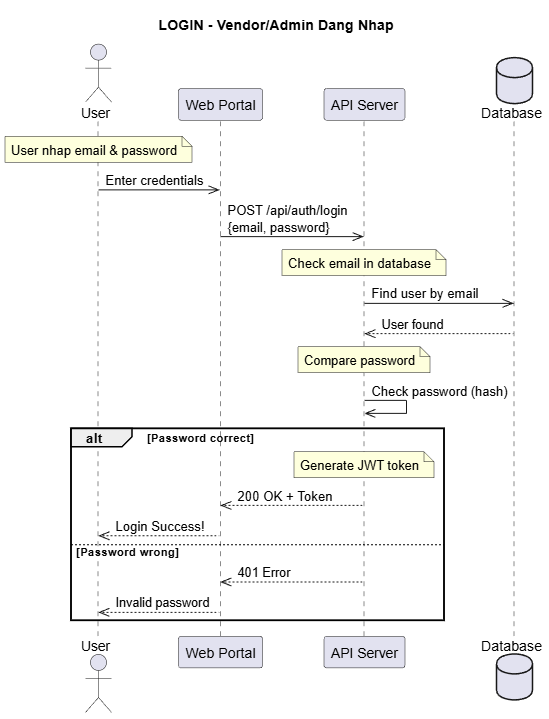 LOGIN - Vendor/Admin Dang Nhap
User
Web Portal
API Server
Database
User nhap email & password
Enter credentials
POST /api/auth/login
{email, password}
Check email in database
Find user by email
User found
Compare password
Check password (hash)
alt
[Password correct]
Generate JWT token
200 OK + Token
Login Success!
[Password wrong]
401 Error
Invalid password
User
Web Portal
API Server
Database